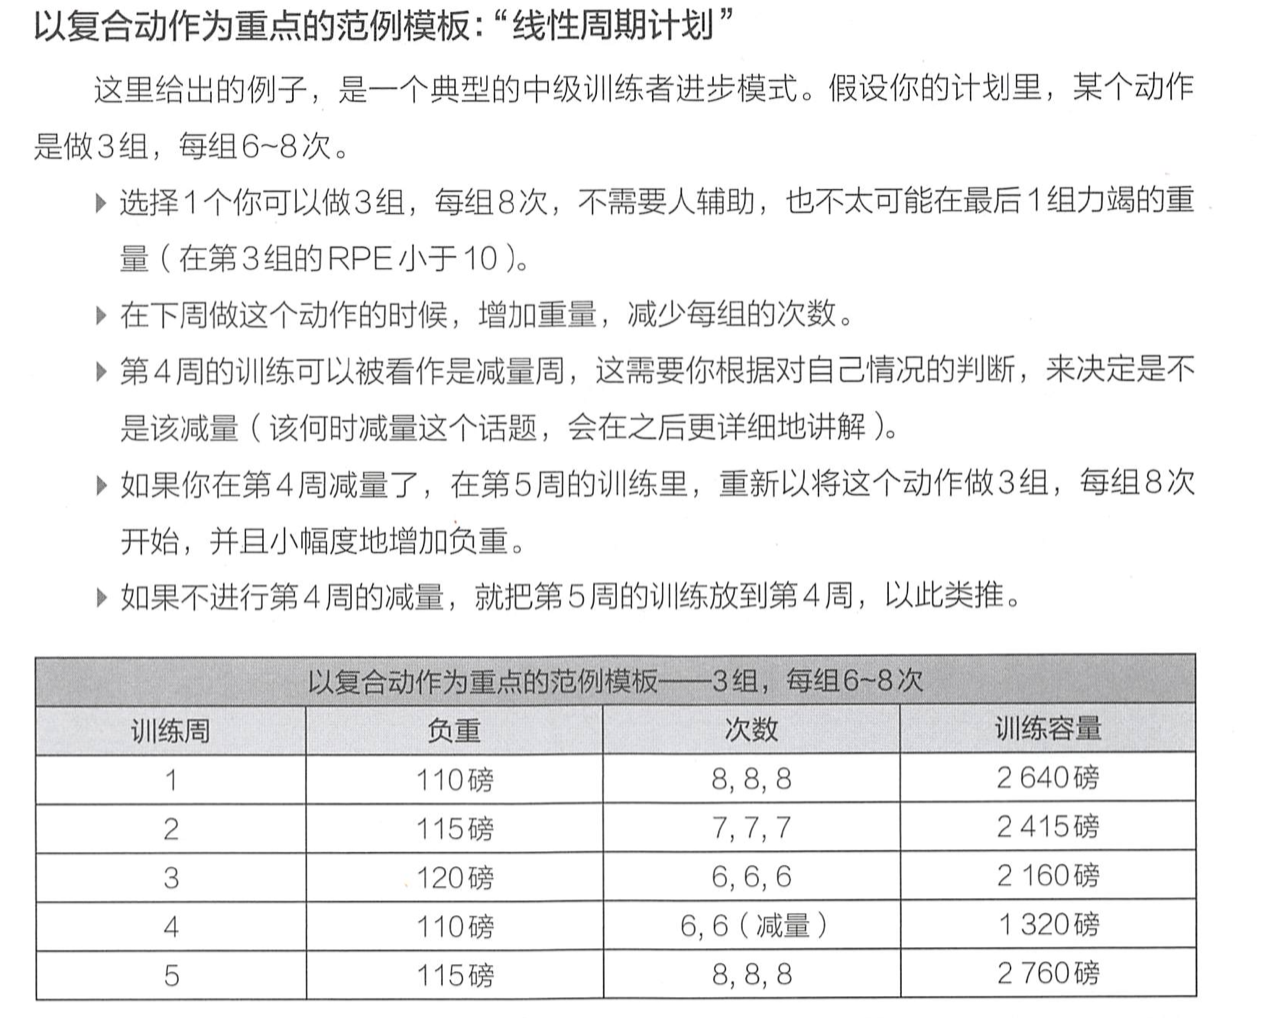 以复合动作为重点的范例模板：“线性周期计划”
这里给出的例子，是一个典型的中级训练者进步模式。假设你的计划里，某个动作
是做3组，每组6~8次。
▶ 选择1个你可以做3组，每组8次，不需要人辅助，也不太可能在最后1组力竭的重
量（在第3组的RPE小于10）。
▶ 在下周做这个动作的时候，增加重量，减少每组的次数。
▶ 第4周的训练可以被看作是减量周，这需要你根据对自己情况的判断，来决定是不
是该减量（该何时减量这个话题，会在之后更详细地讲解）。
▶ 如果你在第4周减量了，在第5周的训练里，重新以将这个动作做3组，每组8次
开始，并且小幅度地增加负重。
▶ 如果不进行第4周的减量，就把第5周的训练放到第4周，以此类推。
以复合动作为重点的范例模板——3组，每组6~8次
训练周 负重 次数 训练容量
1 110磅 8, 8, 8 2 640磅
2 115磅 7, 7, 7 2 415磅
3 120磅 6, 6, 6 2 160磅
4 110磅 6, 6（减量） 1 320磅
5 115磅 8, 8, 8 2 760磅